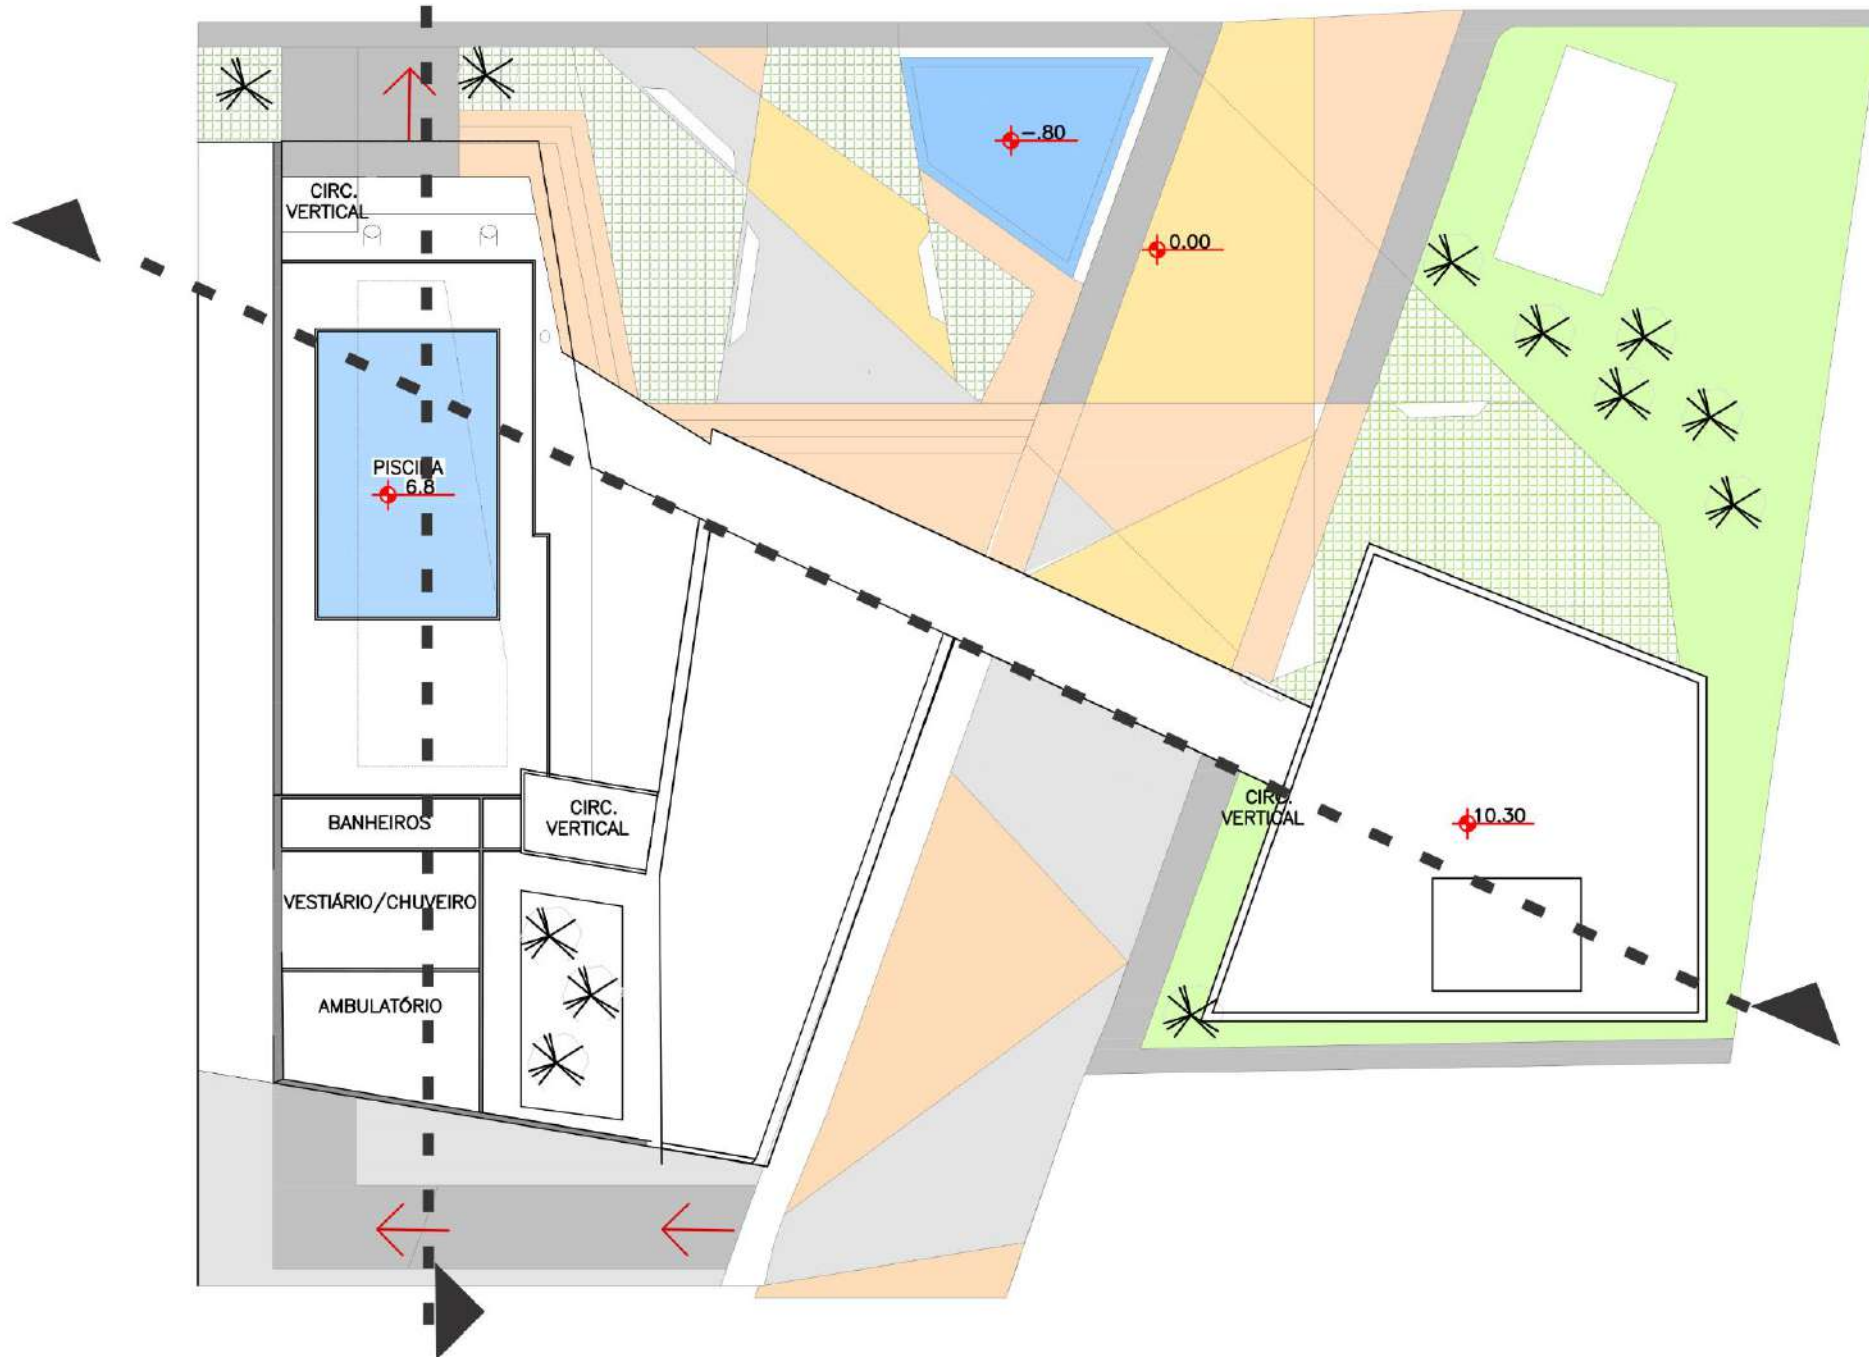 -.80
CIRC.
VERTICAL
0.00
PISCINA
6.8
CIRC.
VERTICAL
CIRC.
VERTICAL
10.30
BANHEIROS
VESTIÁRIO/CHUVEIRO
AMBULATÓRIO